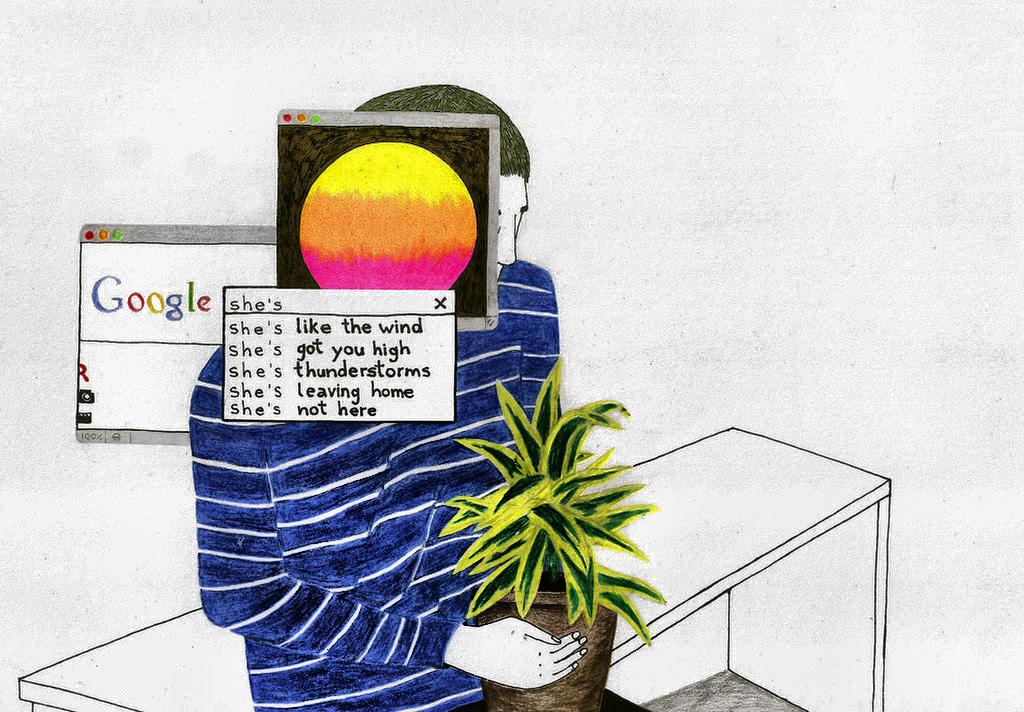 Google
she's
she's like the wind
she's got you high
she's thunderstorms
she's leaving home
she's not here
R
100%